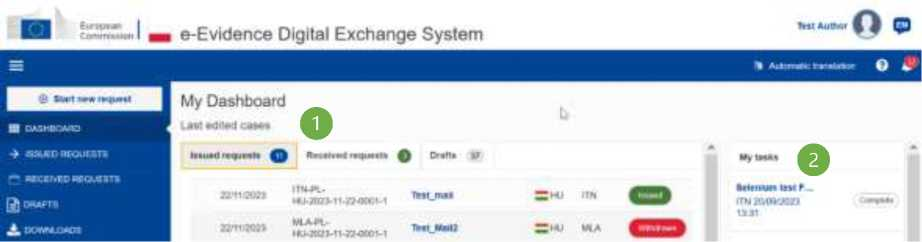 European
Commission
e-Evidence Digital Exchange System
Test Author
EN
Automatic translation
?
Start new request
DASHBOARD
ISSUED REQUESTS
RECEIVED REQUESTS
DRAFTS
DOWNLOADS
My Dashboard
Last edited cases
1
Issued requests
Received requests
Drafts 37
22/11/2023 ITN-PL-HU-2023-11-22-0001-1 Test_mail HU ITN Issued
22/11/2023 MLA-PL-HU-2023-11-22-0001-1 Test_Mail2 HU MLA Withdrawn
My tasks
2
Selenium test F...
ITN 20/09/2023
13:31
Complete